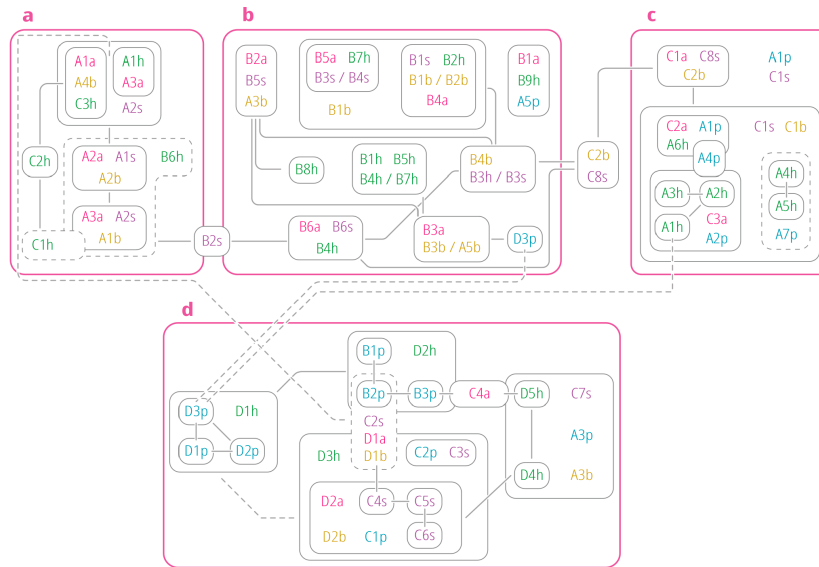 a
A1a A1h
A4b A3a
C3h A2s
C2h
A2a A1s B6h
A2b
A3a A2s
C1h A1b
B2s
b
B2a B5a B7h B1s B2h B1a
B5s B3s / B4s B1b / B2b B9h
A3b B1b B4a A5p
B8h
B1h B5h
B4h / B7h
B4b
B3h / B3s
B6a B6s
B4h
B3a
B3b / A5b
D3p
C2b
C8s
c
C1a C8s A1p
C2b C1s
C2a A1p C1s C1b
A6h
A4p
A3h A2h A4h
A5h
A1h C3a
A2p A7p
d
B1p D2h
B2p B3p C4a D5h C7s
D3p D1h
C2s
D1a
D1b
A3p
D1p D2p
D3h C2p C3s
D4h A3b
D2a C4s C5s
D2b C1p C6s